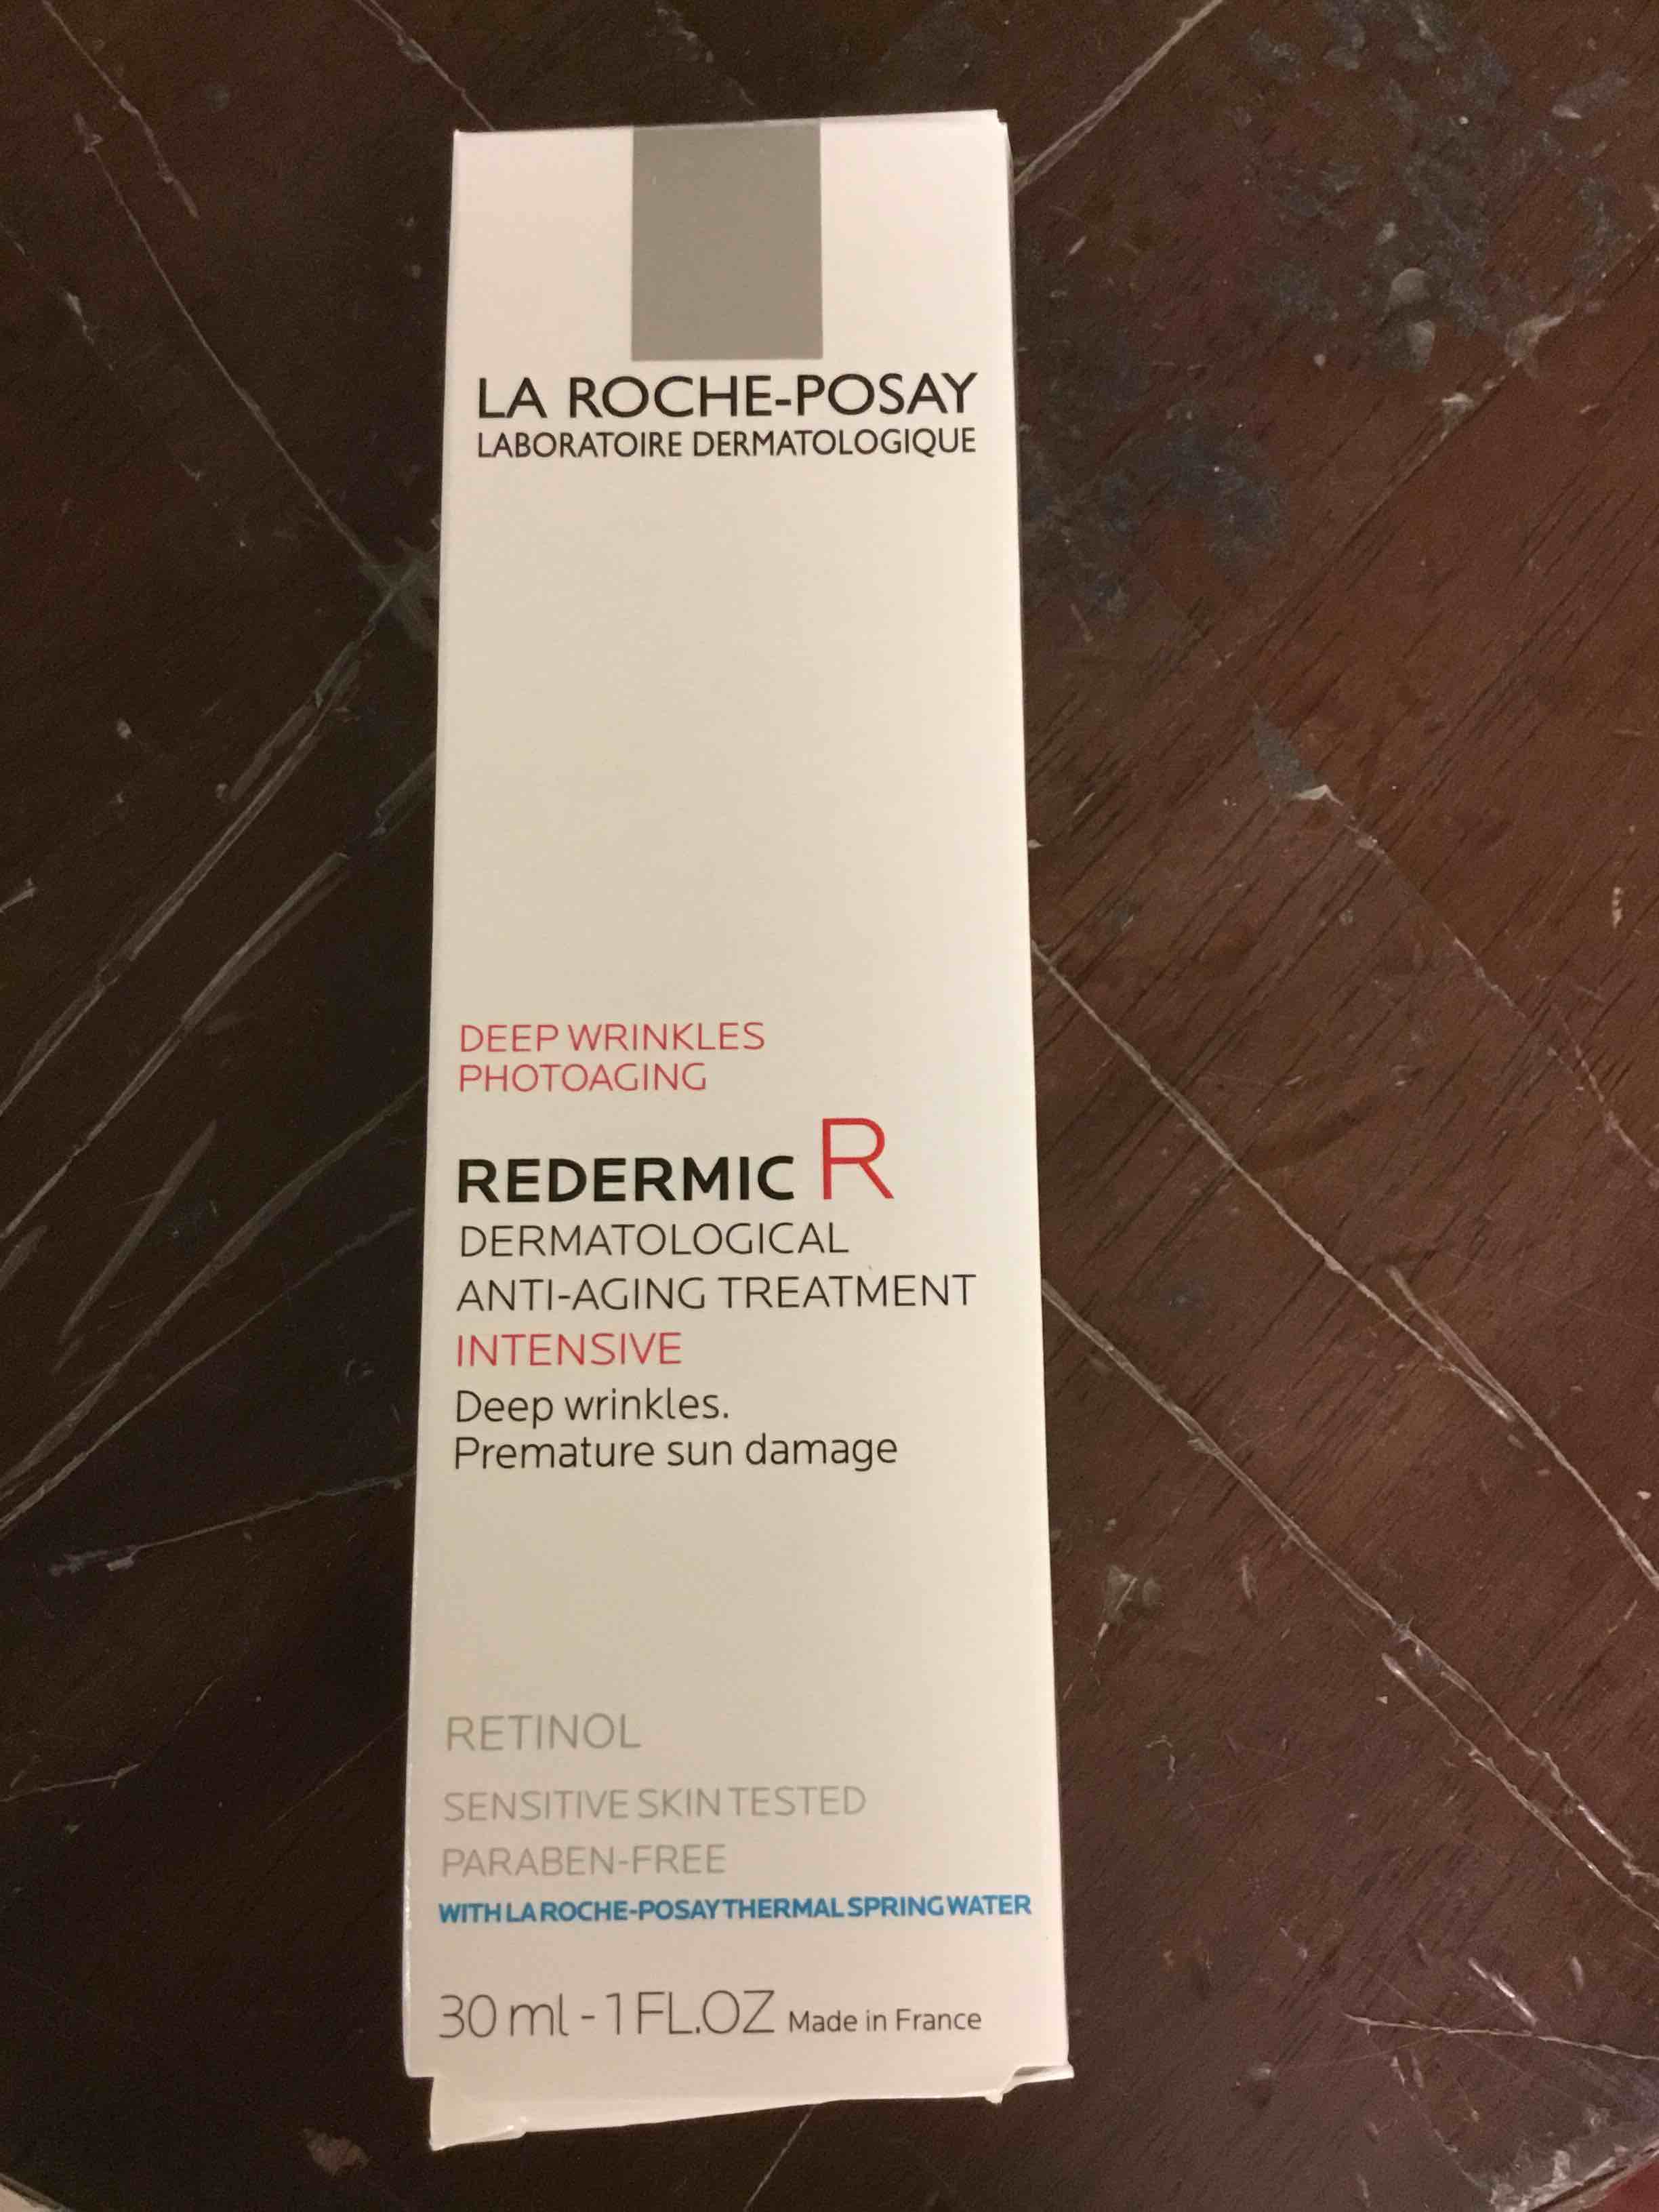 LA ROCHE-POSAY
LABORATOIRE DERMATOLOGIQUE
DEEP WRINKLES
PHOTOAGING
REDERMIC R
DERMATOLOGICAL
ANTI-AGING TREATMENT
INTENSIVE
Deep wrinkles.
Premature sun damage
RETINOL
SENSITIVE SKIN TESTED
PARABEN-FREE
WITH LA ROCHE-POSAY THERMAL SPRING WATER
30 ml - 1 FL.OZ Made in France